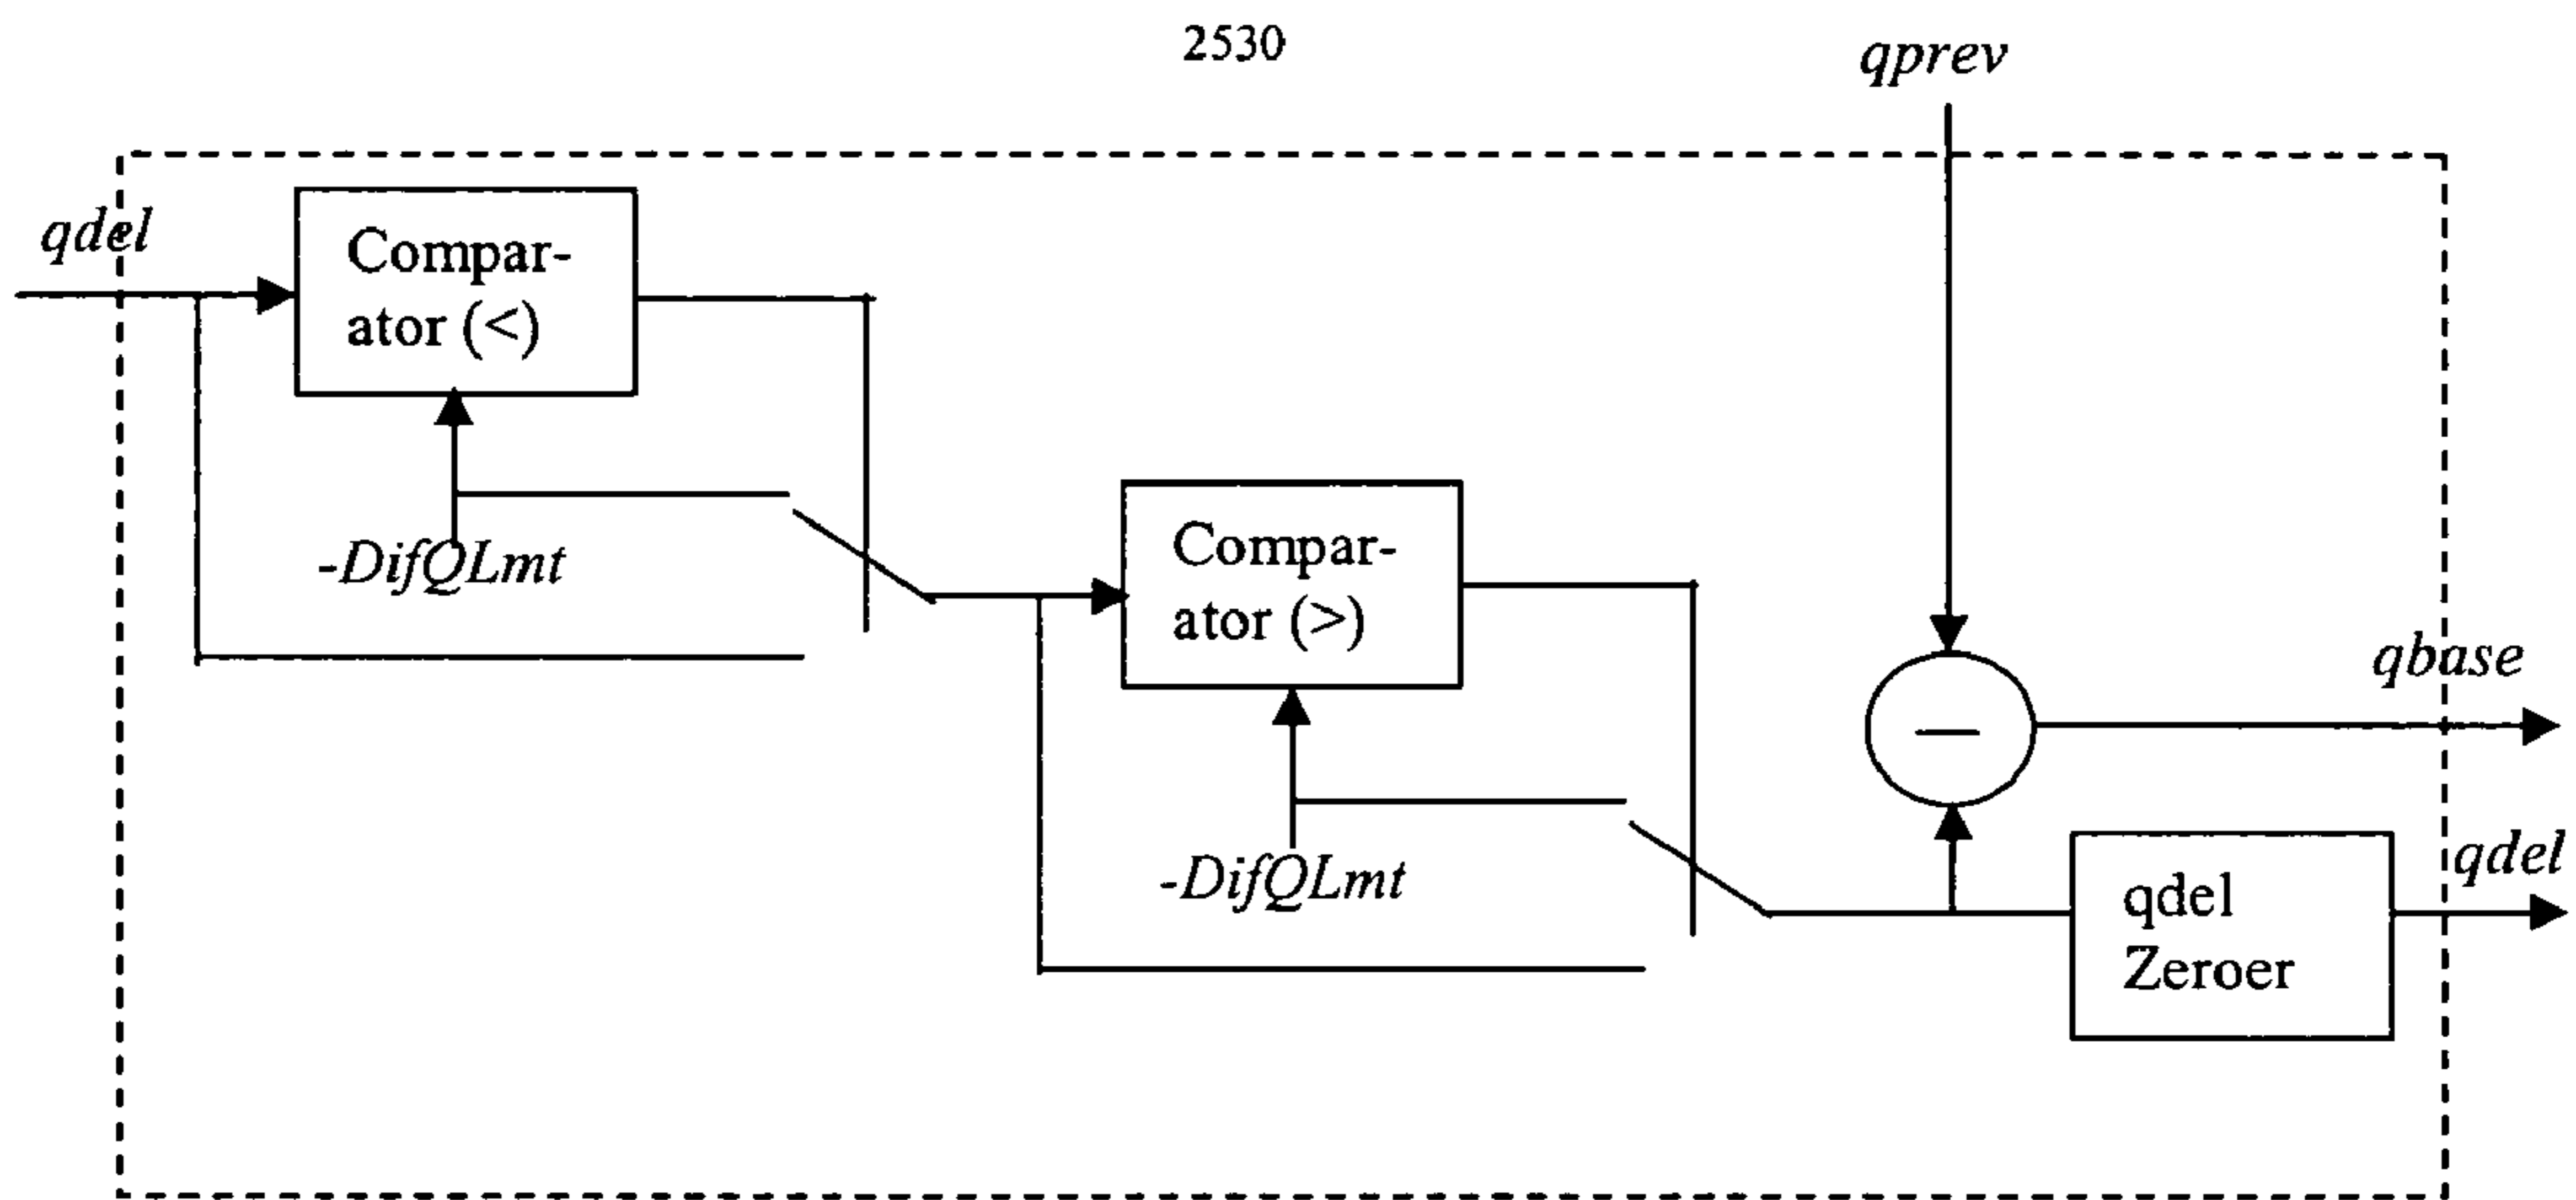 2530
qprev
qdel
Compar-
ator (<)
-DifQLmt
Compar-
ator (>)
-DifQLmt
qbase
qdel
qdel
Zeroer